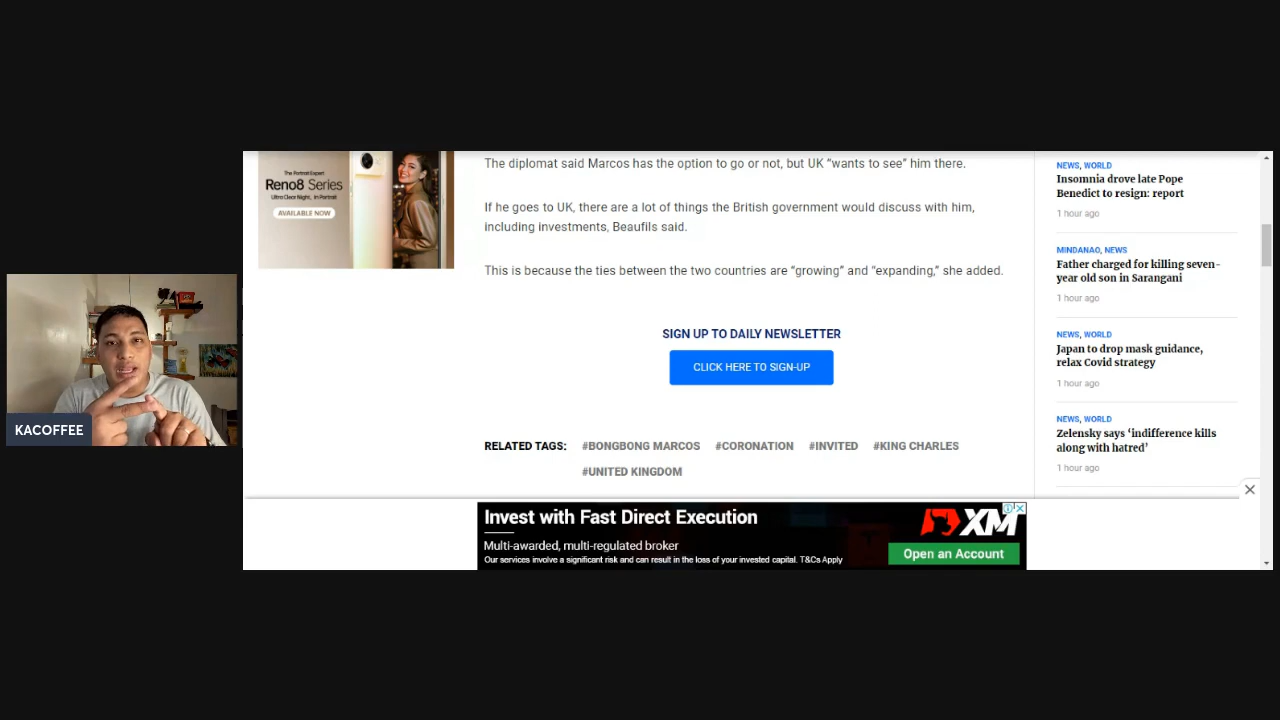 The Portrait Expert
Reno8 Series
Ultra Clear Night, in Portrait
AVAILABLE NOW
The diplomat said Marcos has the option to go or not, but UK “wants to see” him there.
If he goes to UK, there are a lot of things the British government would discuss with him,
including investments, Beaufils said.
This is because the ties between the two countries are “growing” and “expanding,” she added.
SIGN UP TO DAILY NEWSLETTER
CLICK HERE TO SIGN-UP
RELATED TAGS: #BONGBONG MARCOS #CORONATION #INVITED #KING CHARLES
#UNITED KINGDOM
NEWS, WORLD
Insomnia drove late Pope
Benedict to resign: report
1 hour ago
MINDANAO, NEWS
Father charged for killing seven-
year old son in Sarangani
1 hour ago
NEWS, WORLD
Japan to drop mask guidance,
relax Covid strategy
1 hour ago
NEWS, WORLD
Zelensky says ‘indifference kills
along with hatred’
1 hour ago
KACOFFEE
Invest with Fast Direct Execution
Multi-awarded, multi-regulated broker
Our services involve a significant risk and can result in the loss of your invested capital. T&Cs Apply
XM
Open an Account